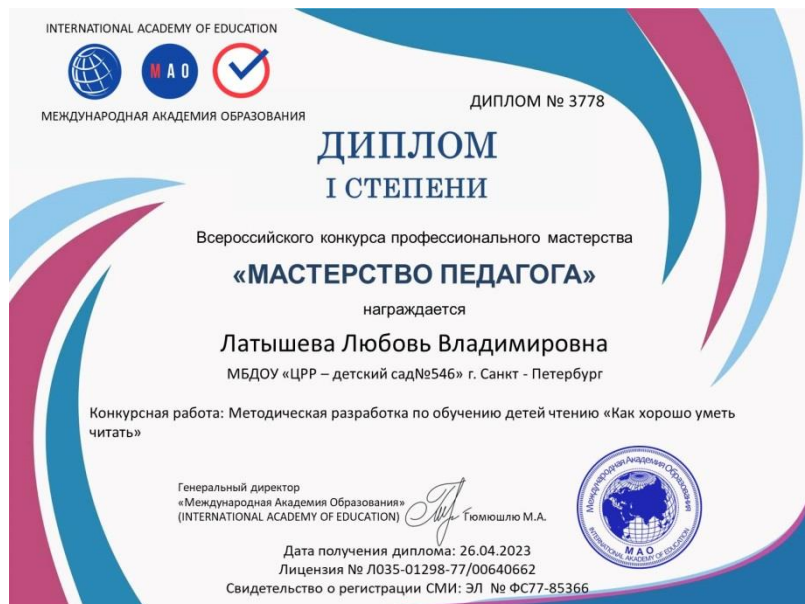 INTERNATIONAL ACADEMY OF EDUCATION
МАО
МЕЖДУНАРОДНАЯ АКАДЕМИЯ ОБРАЗОВАНИЯ
ДИПЛОМ № 3778
ДИПЛОМ
I СТЕПЕНИ
Всероссийского конкурса профессионального мастерства
«МАСТЕРСТВО ПЕДАГОГА»
награждается
Латышева Любовь Владимировна
МБДОУ «ЦРР – детский сад№546» г. Санкт - Петербург
Конкурсная работа: Методическая разработка по обучению детей чтению «Как хорошо уметь
читать»
Генеральный директор
«Международная Академия Образования»
(INTERNATIONAL ACADEMY OF EDUCATION) Гюмюшлю М.А.
Международная Академия Образования
МАО
INTERNATIONAL ACADEMY OF EDUCATION
Дата получения диплома: 26.04.2023
Лицензия № Л035-01298-77/00640662
Свидетельство о регистрации СМИ: ЭЛ № ФС77-85366